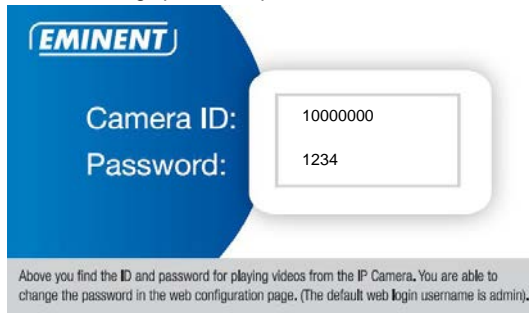 EMINENT
Camera ID: 10000000
Password: 1234
Above you find the ID and password for playing videos from the IP Camera. You are able to
change the password in the web configuration page. (The default web login username is admin).